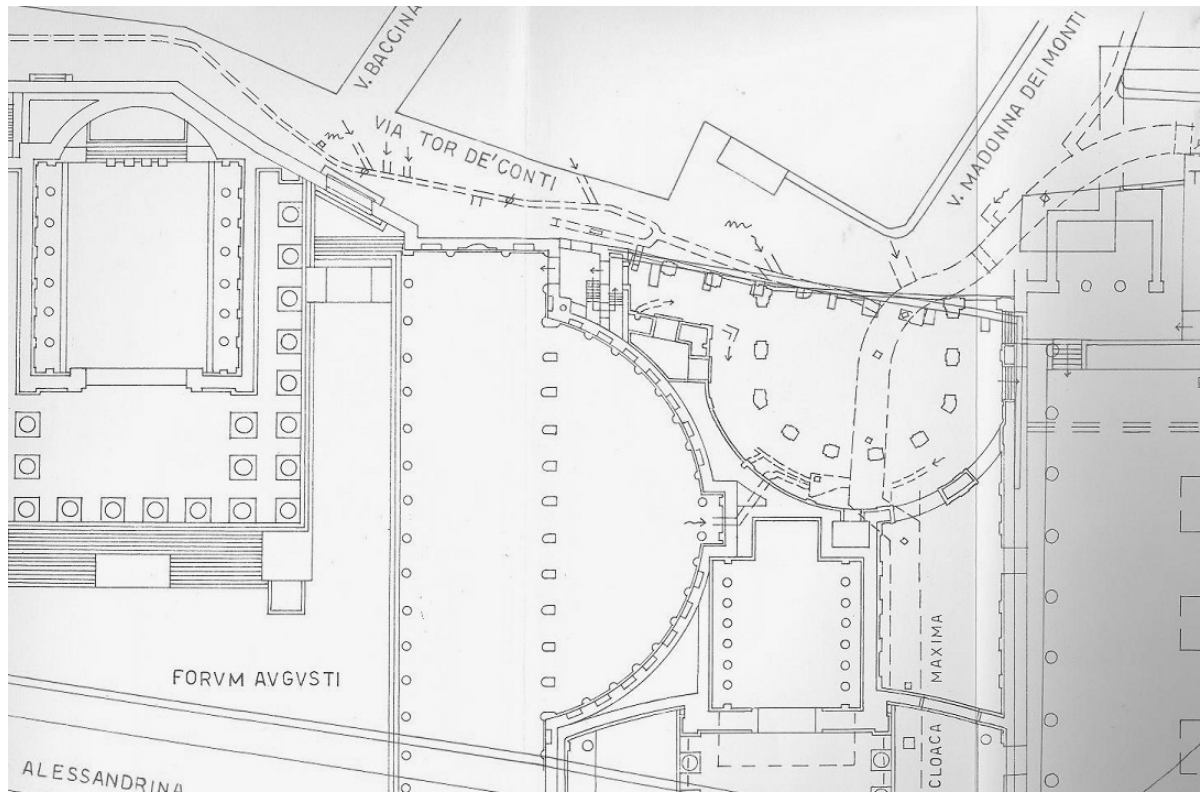 V. BACCINA
VIA TOR DE' CONTI
V. MADONNA DEI MONTI
FORVM AVGVSTI
ALESSANDRINA
CLOACA MAXIMA